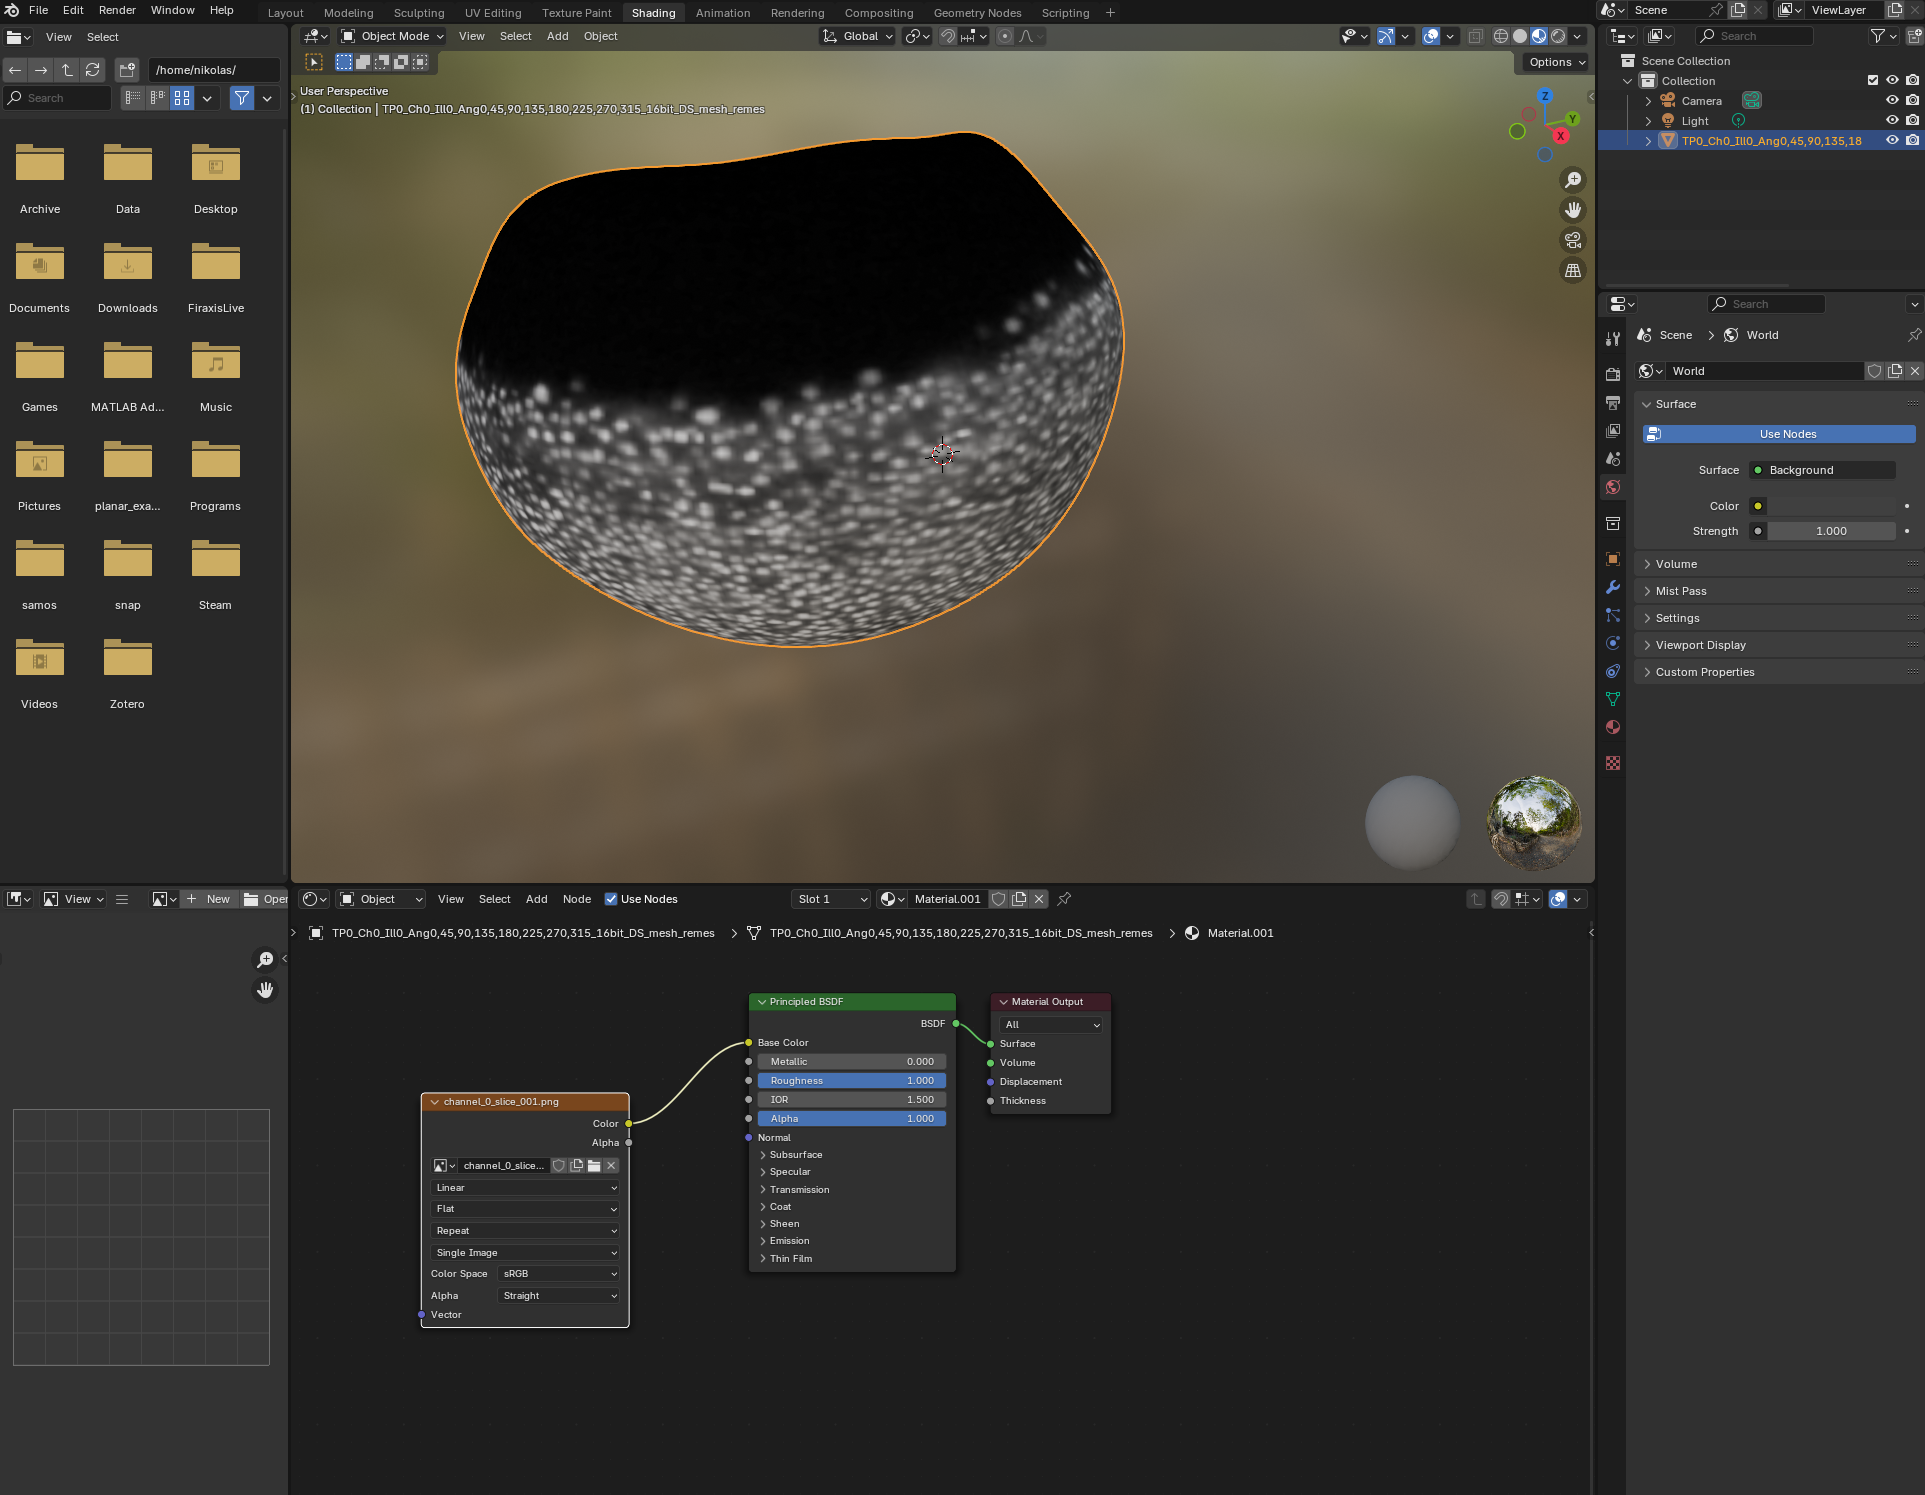 File Edit Render Window Help
Layout Modeling Sculpting UV Editing Texture Paint Shading Animation Rendering Compositing Geometry Nodes Scripting
Scene
ViewLayer
View Select
/home/nikolas/
Search
Archive Data Desktop
Documents Downloads FiraxisLive
Games MATLAB Ad... Music
Pictures planar_exa... Programs
samos snap Steam
Videos Zotero
Object Mode View Select Add Object
Global
Options
User Perspective
(1) Collection | TP0_Ch0_Ill0_Ang0,45,90,135,180,225,270,315_16bit_DS_mesh_remes
Z
Y
X
Search
Scene Collection
Collection
Camera
Light
TP0_Ch0_Ill0_Ang0,45,90,135,18
Search
Scene > World
World
Surface
Use Nodes
Surface Background
Color
Strength 1.000
Volume
Mist Pass
Settings
Viewport Display
Custom Properties
View
New
Oper
Object View Select Add Node Use Nodes
Slot 1
Material.001
TP0_Ch0_Ill0_Ang0,45,90,135,180,225,270,315_16bit_DS_mesh_remes > TP0_Ch0_Ill0_Ang0,45,90,135,180,225,270,315_16bit_DS_mesh_remes > Material.001
channel_0_slice_001.png
Color
Alpha
channel_0_slice...
Linear
Flat
Repeat
Single Image
Color Space sRGB
Alpha Straight
Vector
Principled BSDF
BSDF
Base Color
Metallic 0.000
Roughness 1.000
IOR 1.500
Alpha 1.000
Normal
Subsurface
Specular
Transmission
Coat
Sheen
Emission
Thin Film
Material Output
All
Surface
Volume
Displacement
Thickness